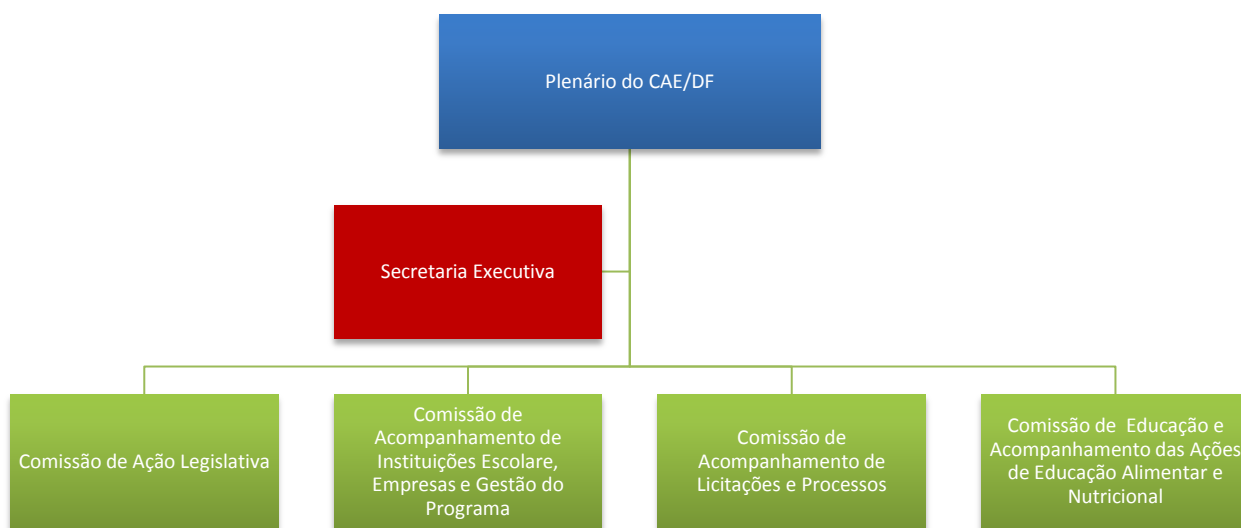 Plenário do CAE/DF
Secretaria Executiva
Comissão de Ação Legislativa
Comissão de
Acompanhamento de
Instituições Escolare,
Empresas e Gestão do
Programa
Comissão de
Acompanhamento de
Licitações e Processos
Comissão de Educação e
Acompanhamento das Ações
de Educação Alimentar e
Nutricional